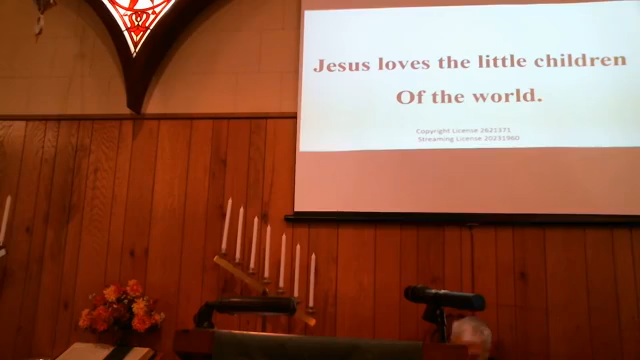 Jesus loves the little children
Of the world.
Copyright License 2621371
Streaming License 20231960